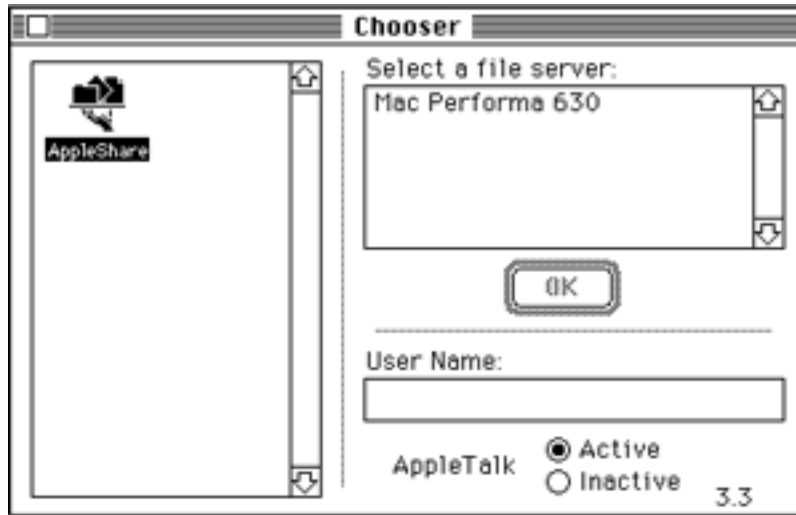 Chooser
AppleShare
Select a file server:
Mac Performa 630
OK
User Name:
AppleTalk
Active
Inactive
3.3